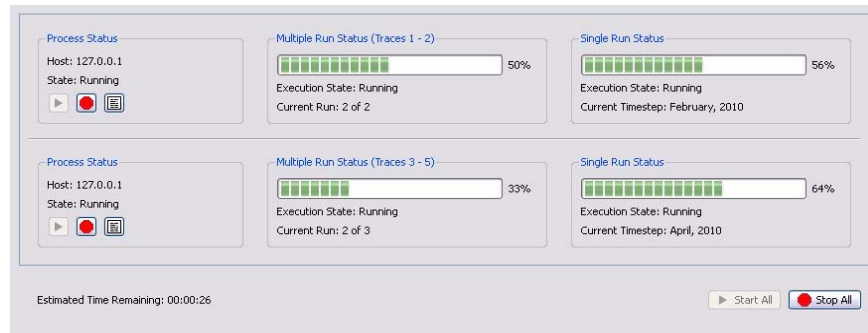 Process Status
Host: 127.0.0.1
State: Running
Multiple Run Status (Traces 1 - 2)
50%
Execution State: Running
Current Run: 2 of 2
Single Run Status
56%
Execution State: Running
Current Timestep: February, 2010
Process Status
Host: 127.0.0.1
State: Running
Multiple Run Status (Traces 3 - 5)
33%
Execution State: Running
Current Run: 2 of 3
Single Run Status
64%
Execution State: Running
Current Timestep: April, 2010
Estimated Time Remaining: 00:00:26
Start All
Stop All